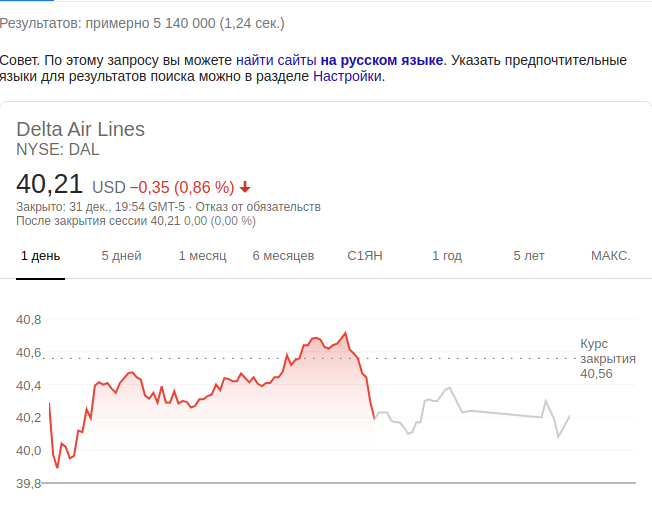 Результатов: примерно 5 140 000 (1,24 сек.)
Совет. По этому запросу вы можете найти сайты на русском языке. Указать предпочтительные
языки для результатов поиска можно в разделе Настройки.
Delta Air Lines
NYSE: DAL
40,21 USD −0,35 (0,86 %)
Закрыто: 31 дек., 19:54 GMT-5 · Отказ от обязательств
После закрытия сессии 40,21 0,00 (0,00 %)
1 день 5 дней 1 месяц 6 месяцев С1ЯН 1 год 5 лет МАКС.
40,8
40,6
40,4
40,2
40,0
39,8
Курс
закрытия
40,56